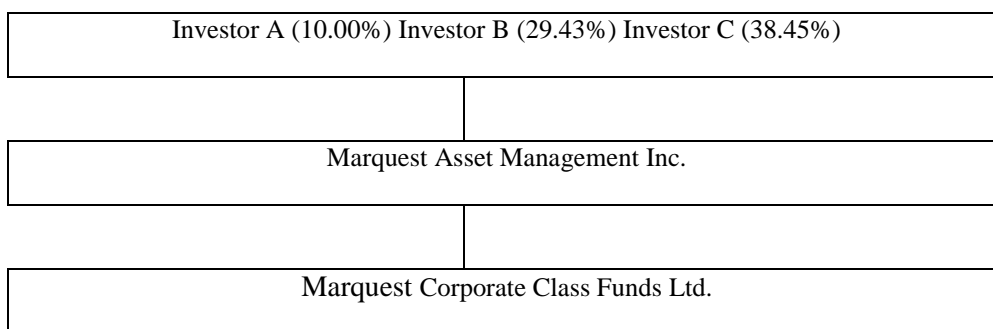 Investor A (10.00%) Investor B (29.43%) Investor C (38.45%)
Marquest Asset Management Inc.
Marquest Corporate Class Funds Ltd.